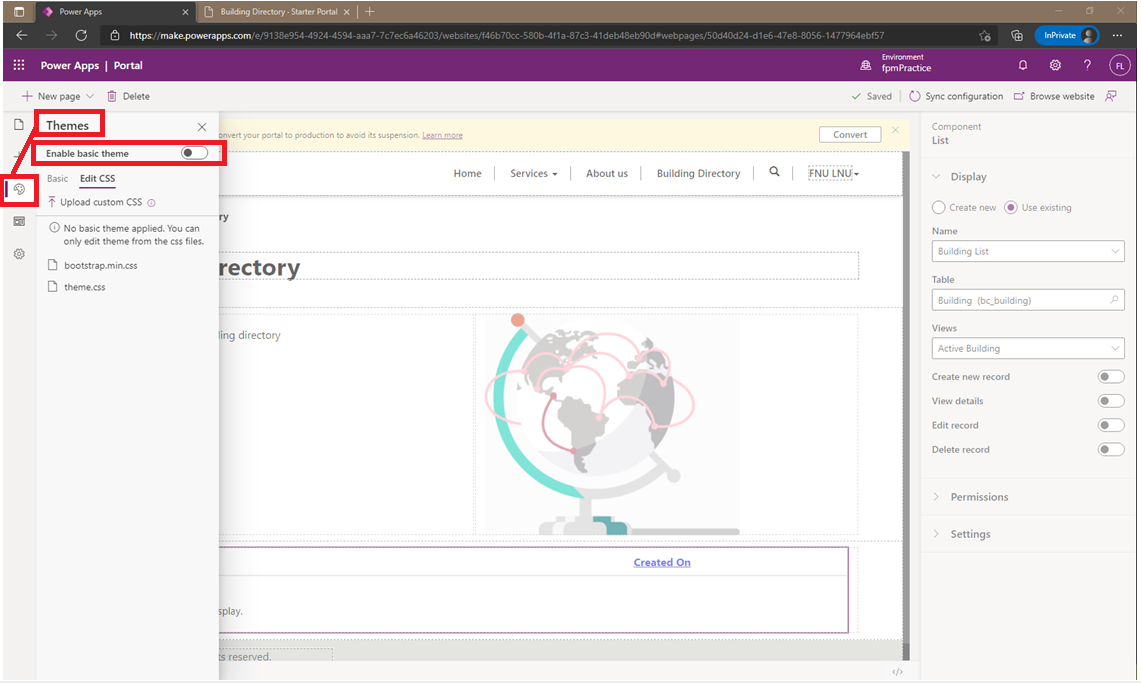 Power Apps
Building Directory - Starter Portal
https://make.powerapps.com/e/9138e954-4924-4594-aaa7-7c7ec6a46203/websites/f46b70cc-580b-4f1a-87c3-41deb48eb90d#webpages/50d40d24-d1e6-47e8-8056-1477964ebf57
InPrivate
Power Apps | Portal
Environment
fpmPractice
FL
New page
Delete
Saved
Sync configuration
Browse website
Themes
Enable basic theme
Basic
Edit CSS
Upload custom CSS
No basic theme applied. You can
only edit theme from the css files.
bootstrap.min.css
theme.css
onvert your portal to production to avoid its suspension. Learn more
Convert
Home
Services
About us
Building Directory
FNU LNU
ry
rectory
ling directory
Created On
splay.
ts reserved.
</>
Component
List
Display
Create new
Use existing
Name
Building List
Table
Building (bc_building)
Views
Active Building
Create new record
View details
Edit record
Delete record
Permissions
Settings